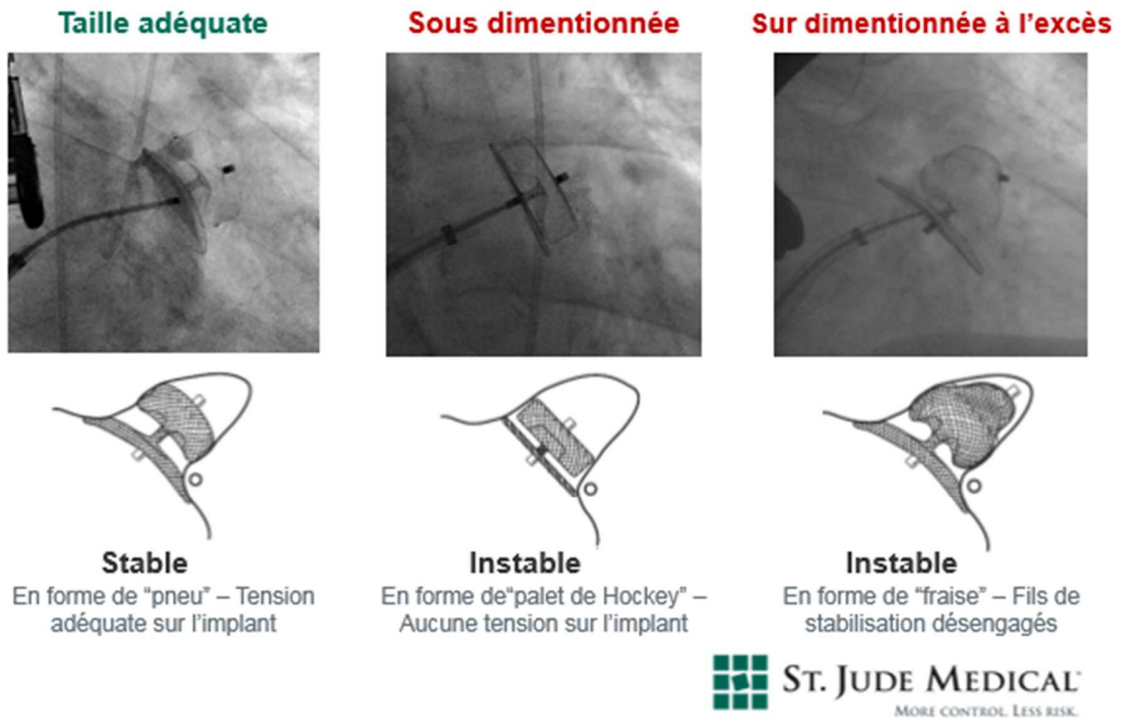 Taille adéquate
Sous dimentionnée
Sur dimentionnée à l'excès
Stable
En forme de “pneu” – Tension
adéquate sur l'implant
Instable
En forme de“palet de Hockey” –
Aucune tension sur l'implant
Instable
En forme de “fraise” – Fils de
stabilisation désengagés
ST. JUDE MEDICAL™
MORE CONTROL. LESS RISK.